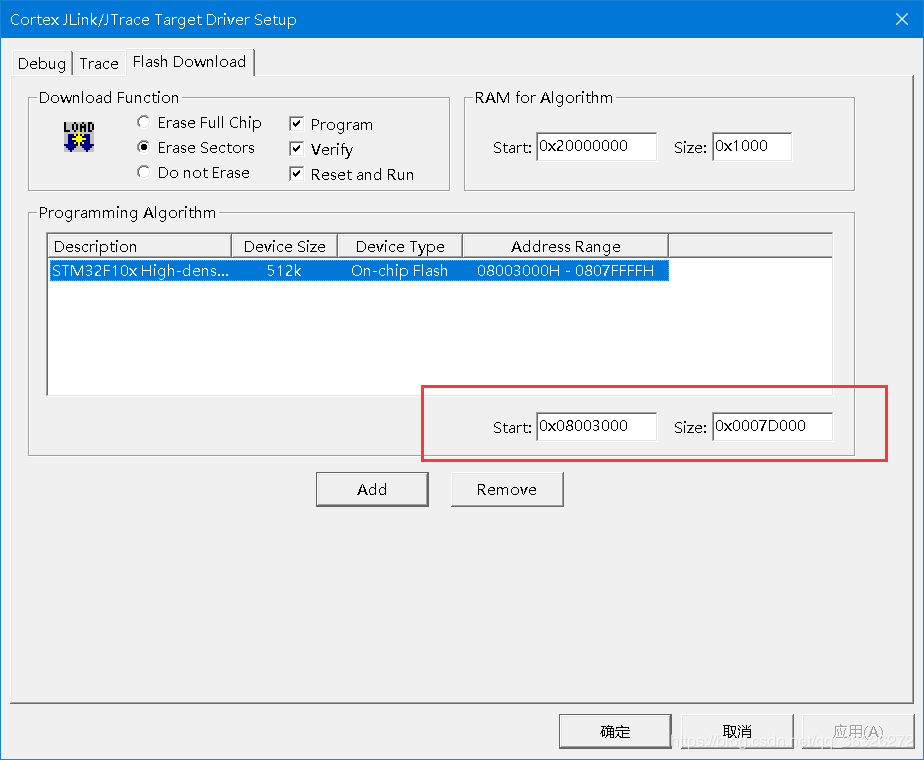 Cortex JLink/JTrace Target Driver Setup
Debug Trace Flash Download
Download Function
LOAD
Erase Full Chip
Erase Sectors
Do not Erase
Program
Verify
Reset and Run
RAM for Algorithm
Start: 0x20000000 Size: 0x1000
Programming Algorithm
Description Device Size Device Type Address Range
STM32F10x High-dens... 512k On-chip Flash 08003000H - 0807FFFFH
Start: 0x08003000 Size: 0x0007D000
Add Remove
确定 取消 应用(A)
https://blog.csdn.net/qq_36326272